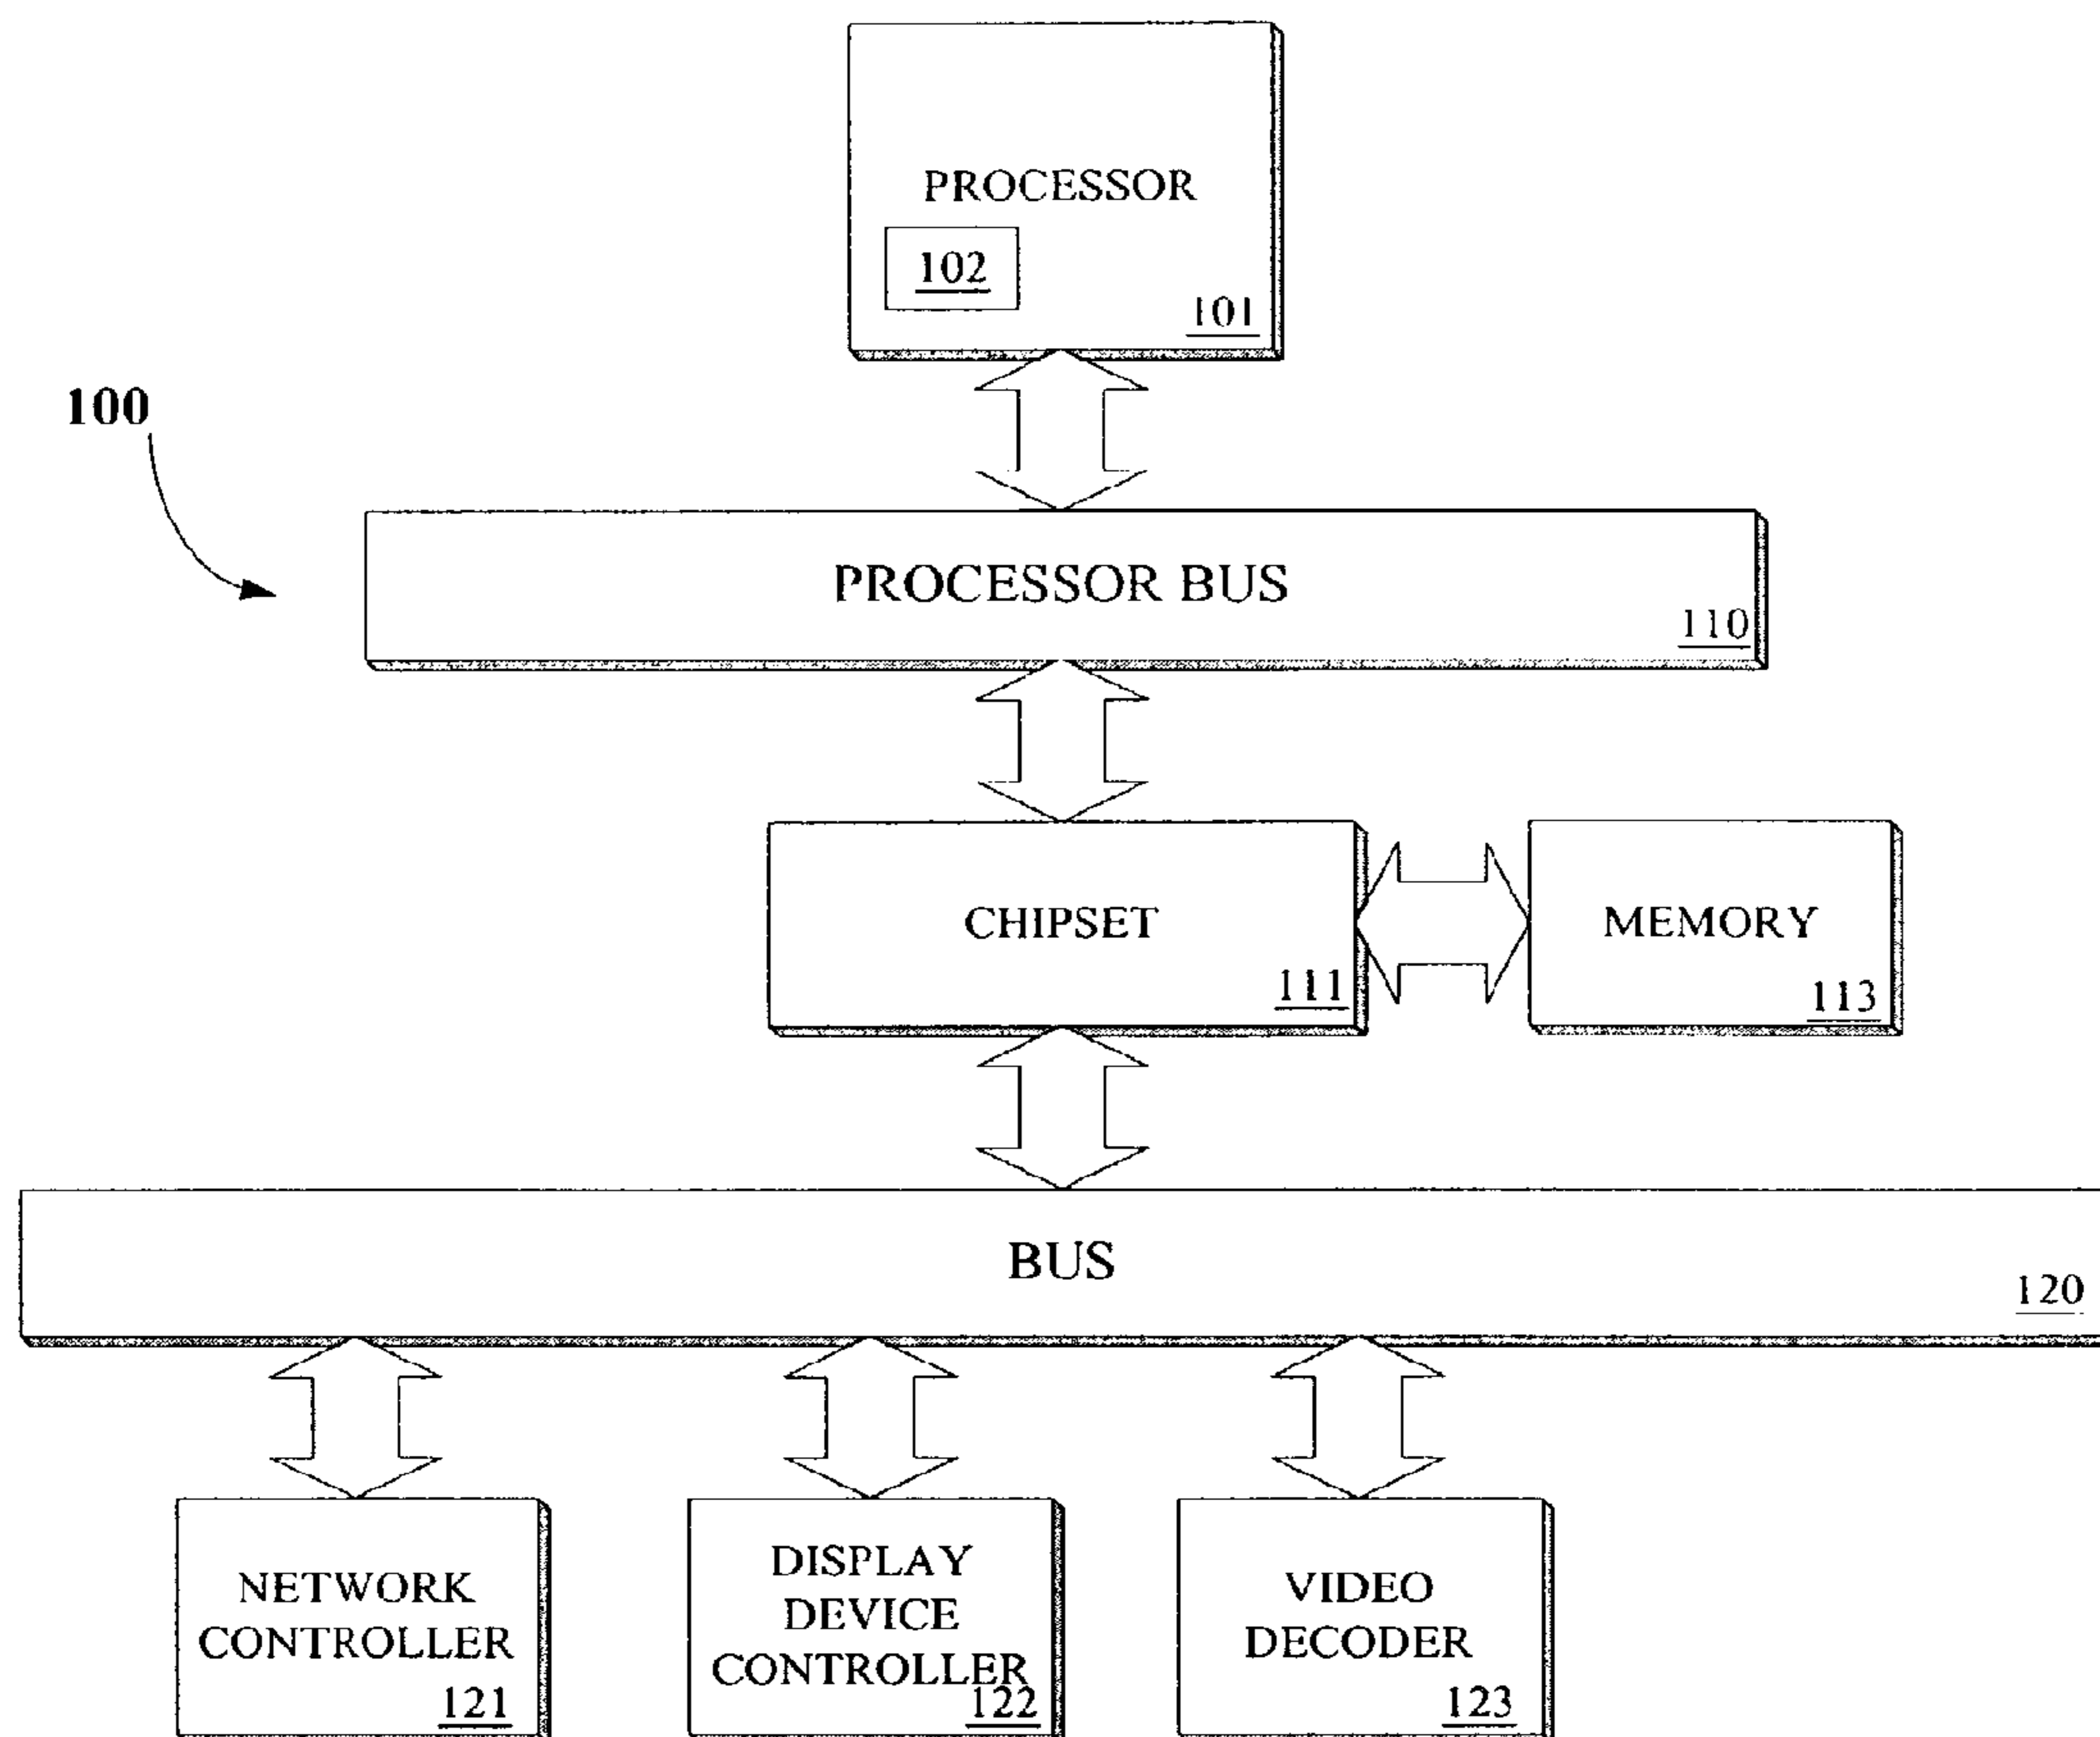 PROCESSOR
102
101
100
PROCESSOR BUS
110
CHIPSET
111
MEMORY
113
BUS
120
NETWORK
CONTROLLER
121
DISPLAY
DEVICE
CONTROLLER
122
VIDEO
DECODER
123